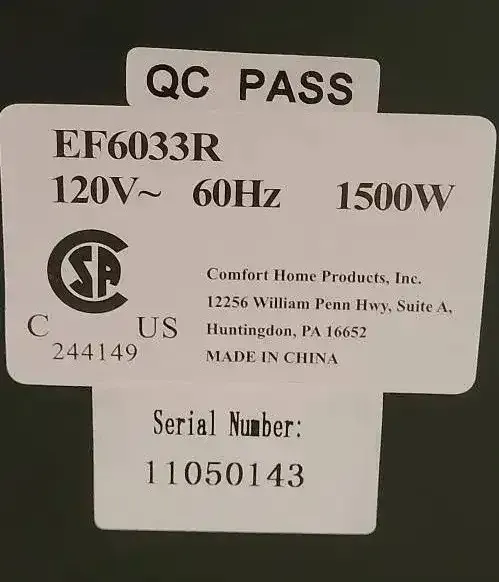 QC PASS
EF6033R
120V~ 60Hz 1500W
SA
C US
244149
Comfort Home Products, Inc.
12256 William Penn Hwy, Suite A,
Huntingdon, PA 16652
MADE IN CHINA
Serial Number:
11050143